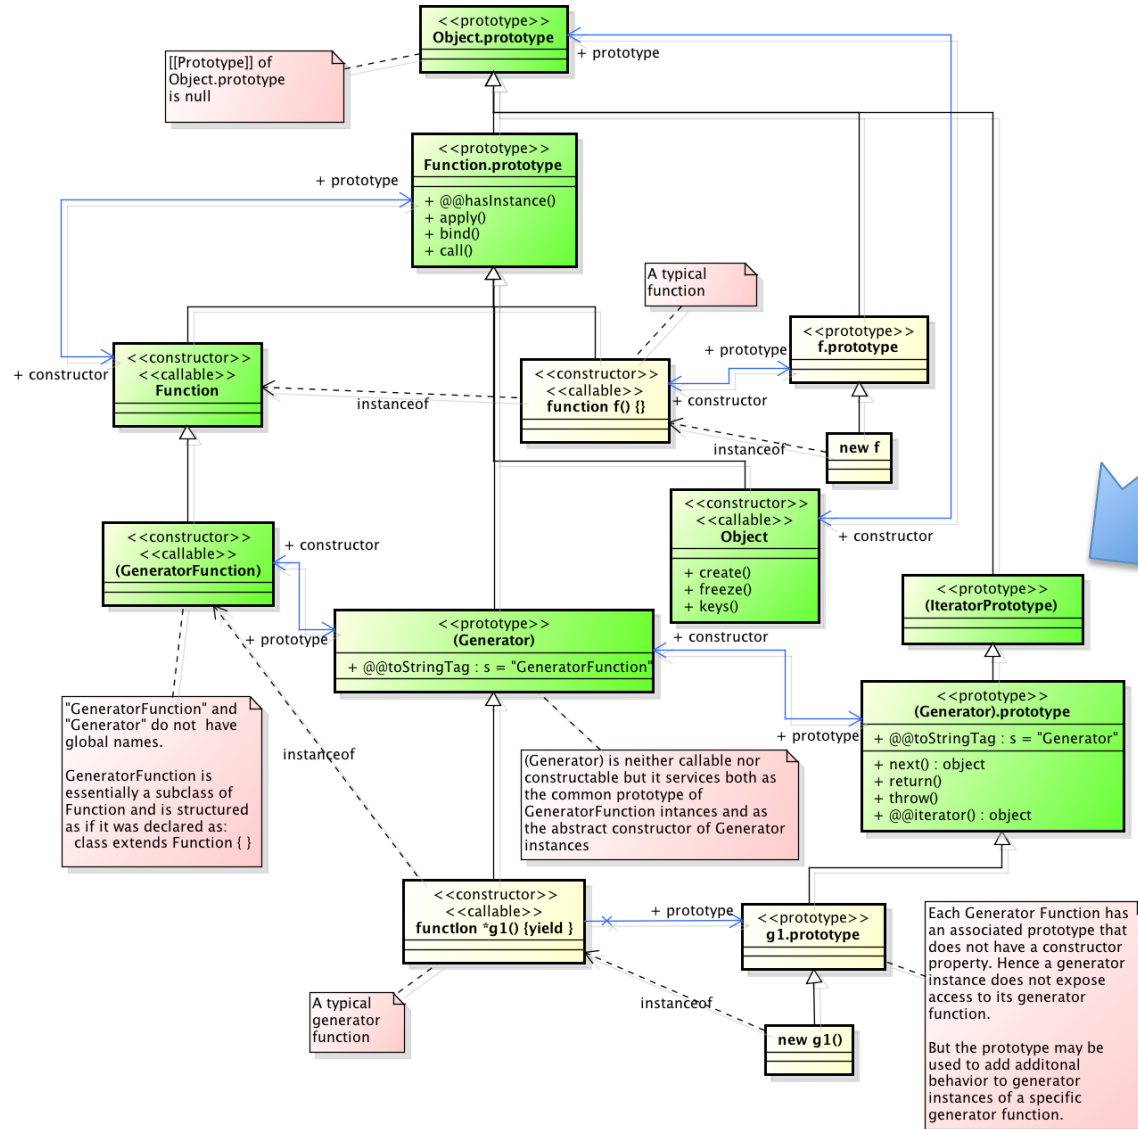 <<prototype>>
Object.prototype
+ prototype
[[Prototype]] of
Object.prototype
is null
<<prototype>>
Function.prototype
+ @@hasInstance()
+ apply()
+ bind()
+ call()
+ prototype
A typical
function
<<prototype>>
f.prototype
+ prototype
<<constructor>>
<<callable>>
Function
+ constructor
<<constructor>>
<<callable>>
function f() {}
+ constructor
instanceof
instanceof
new f
<<constructor>>
<<callable>>
Object
+ create()
+ freeze()
+ keys()
+ constructor
<<constructor>>
<<callable>>
(GeneratorFunction)
+ constructor
+ prototype
<<prototype>>
(IteratorPrototype)
<<prototype>>
(Generator)
+ @@toStringTag : s = "GeneratorFunction"
+ constructor
+ prototype
<<prototype>>
(Generator).prototype
+ @@toStringTag : s = "Generator"
+ next() : object
+ return()
+ throw()
+ @@iterator() : object
"GeneratorFunction" and
"Generator" do not have
global names.
GeneratorFunction is
essentially a subclass of
Function and is structured
as if it was declared as:
class extends Function { }
instanceof
(Generator) is neither callable nor
constructable but it services both as
the common prototype of
GeneratorFunction intances and as
the abstract constructor of Generator
instances
<<constructor>>
<<callable>>
function *g1() {yield }
+ prototype
<<prototype>>
g1.prototype
Each Generator Function has
an associated prototype that
does not have a constructor
property. Hence a generator
instance does not expose
access to its generator
function.
But the prototype may be
used to add additonal
behavior to generator
instances of a specific
generator function.
A typical
generator
function
instanceof
new g1()